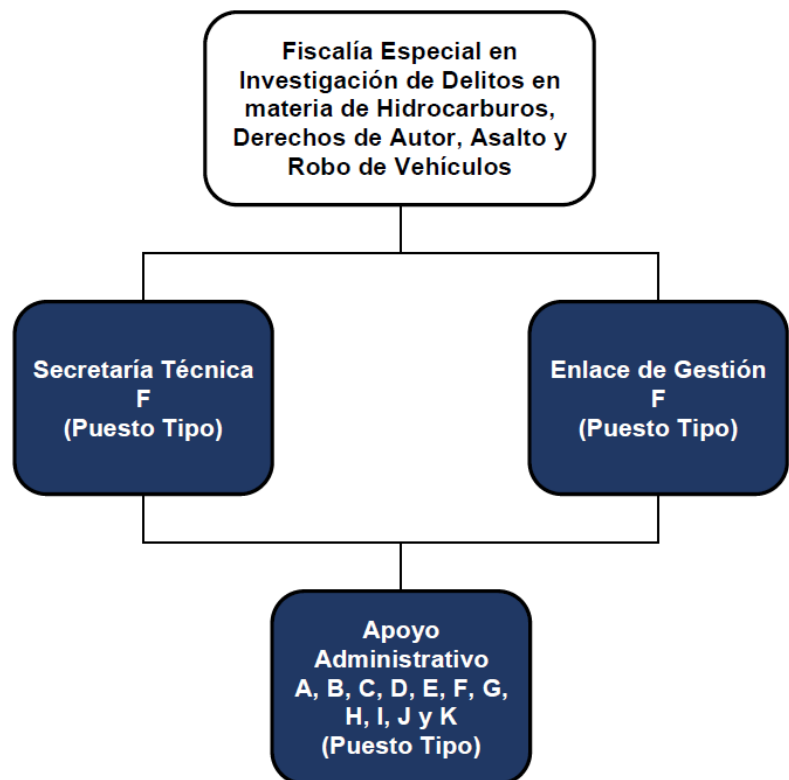 Fiscalía Especial en
Investigación de Delitos en
materia de Hidrocarburos,
Derechos de Autor, Asalto y
Robo de Vehículos
Secretaría Técnica
F
(Puesto Tipo)
Enlace de Gestión
F
(Puesto Tipo)
Apoyo
Administrativo
A, B, C, D, E, F, G,
H, I, J y K
(Puesto Tipo)